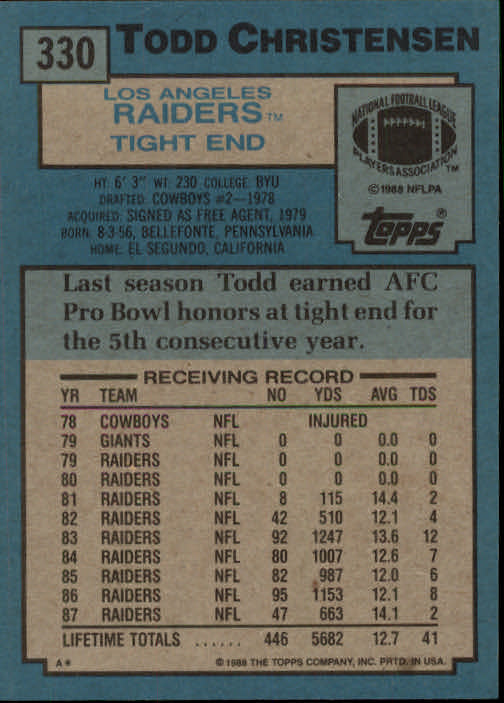 330 TODD CHRISTENSEN
LOS ANGELES
RAIDERS TM
TIGHT END
NATIONAL FOOTBALL LEAGUE
PLAYERS ASSOCIATION TM
© 1988 NFLPA
topps®
HT: 6' 3" WT: 230 COLLEGE: BYU
DRAFTED: COWBOYS #2—1978
ACQUIRED: SIGNED AS FREE AGENT, 1979
BORN: 8-3-56, BELLEFONTE, PENNSYLVANIA
HOME: EL SEGUNDO, CALIFORNIA
Last season Todd earned AFC
Pro Bowl honors at tight end for
the 5th consecutive year.
RECEIVING RECORD
YR TEAM NO YDS AVG TDS
78 COWBOYS NFL INJURED
79 GIANTS NFL 0 0 0.0 0
79 RAIDERS NFL 0 0 0.0 0
80 RAIDERS NFL 0 0 0.0 0
81 RAIDERS NFL 8 115 14.4 2
82 RAIDERS NFL 42 510 12.1 4
83 RAIDERS NFL 92 1247 13.6 12
84 RAIDERS NFL 80 1007 12.6 7
85 RAIDERS NFL 82 987 12.0 6
86 RAIDERS NFL 95 1153 12.1 8
87 RAIDERS NFL 47 663 14.1 2
LIFETIME TOTALS ...... 446 5682 12.7 41
A* © 1988 THE TOPPS COMPANY, INC. PRTD. IN USA.